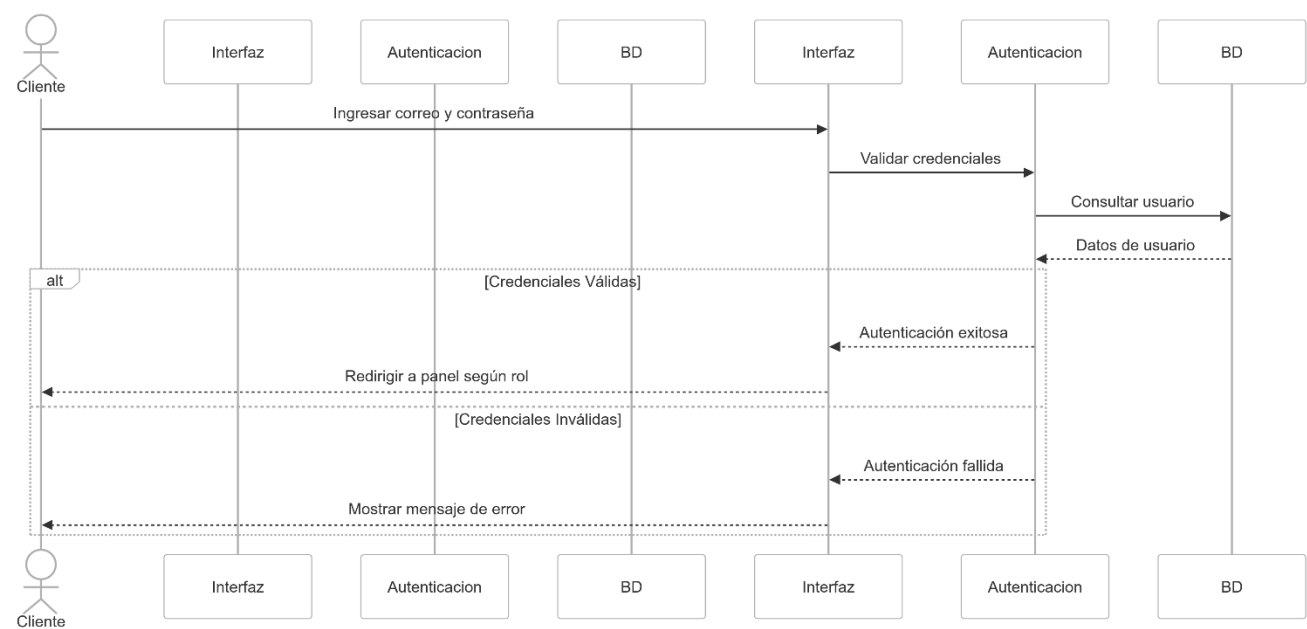 Cliente
Interfaz
Autenticacion
BD
Interfaz
Autenticacion
BD
Ingresar correo y contraseña
Validar credenciales
Consultar usuario
Datos de usuario
alt
[Credenciales Válidas]
Autenticación exitosa
Redirigir a panel según rol
[Credenciales Inválidas]
Autenticación fallida
Mostrar mensaje de error
Cliente
Interfaz
Autenticacion
BD
Interfaz
Autenticacion
BD